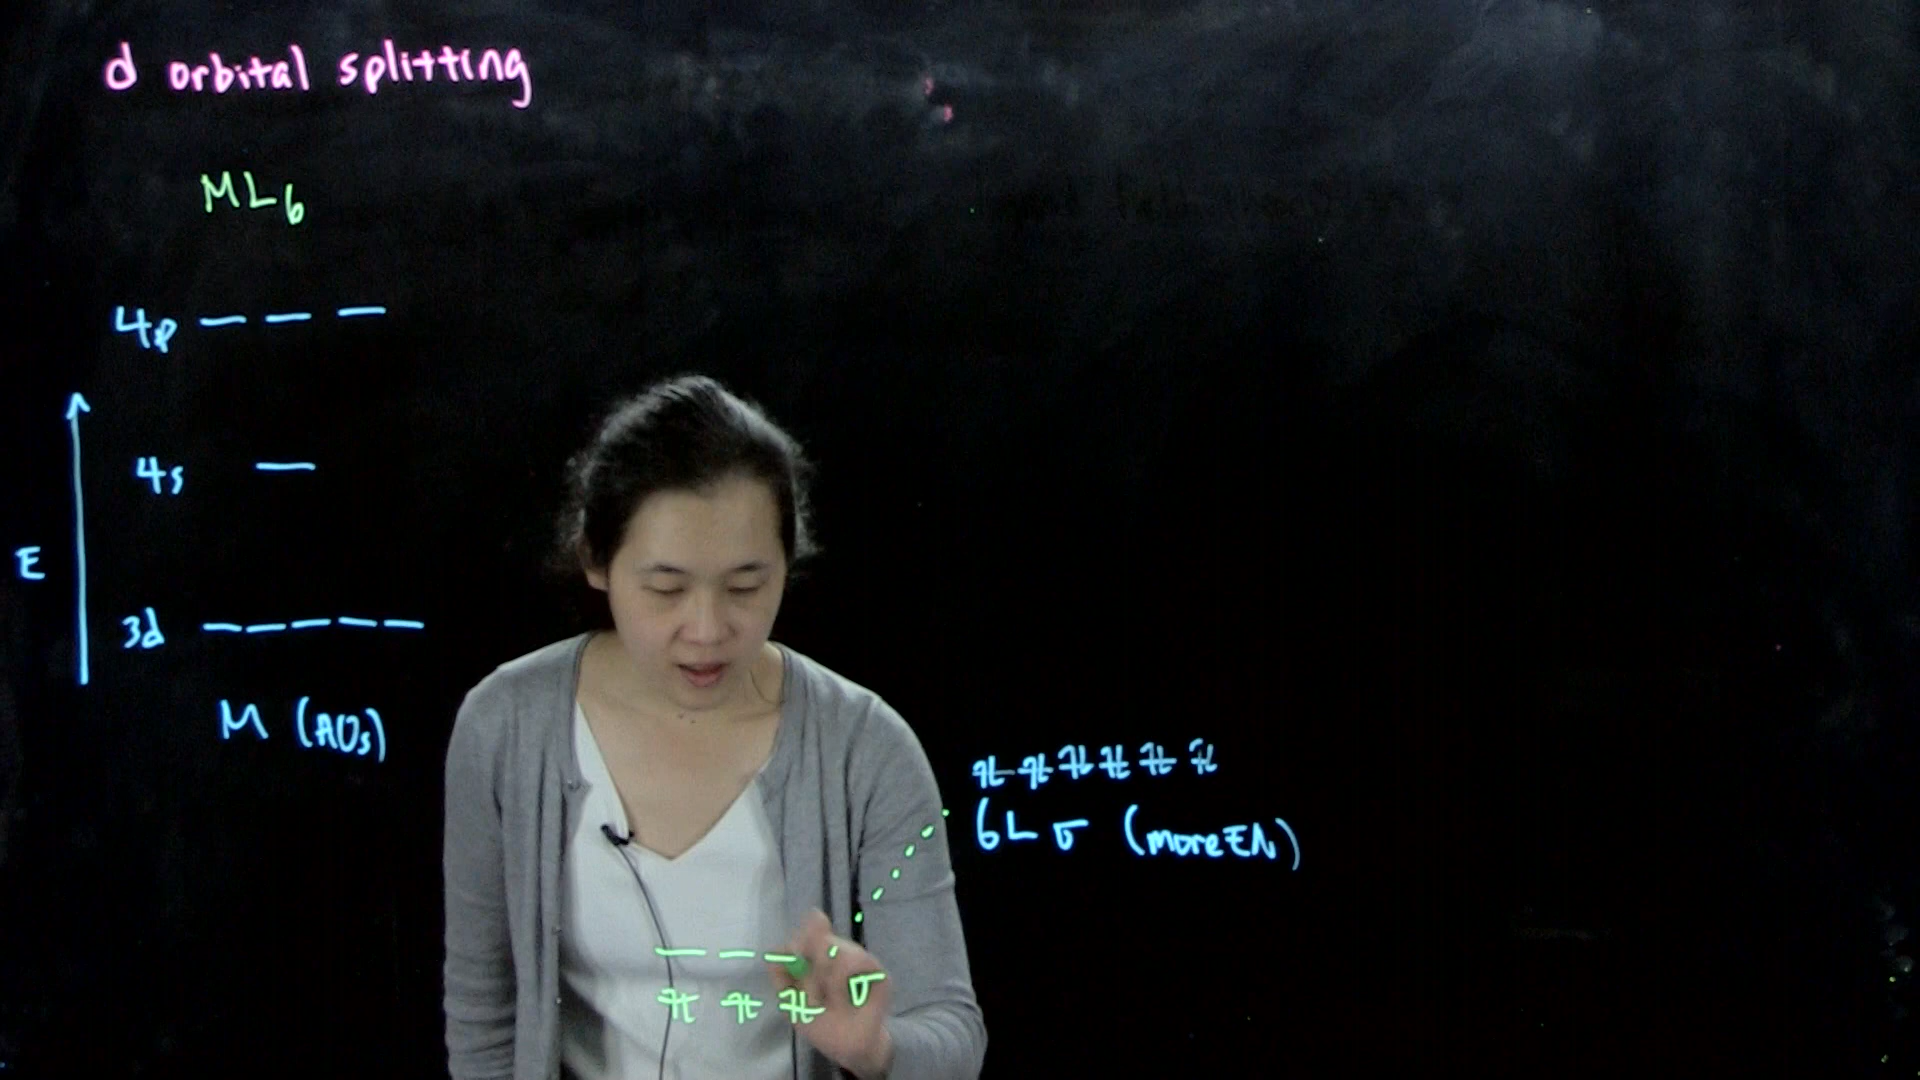 d orbital splitting
ML6
4p
4s
E
3d
M (AOs)
6L σ (more EN)
σ